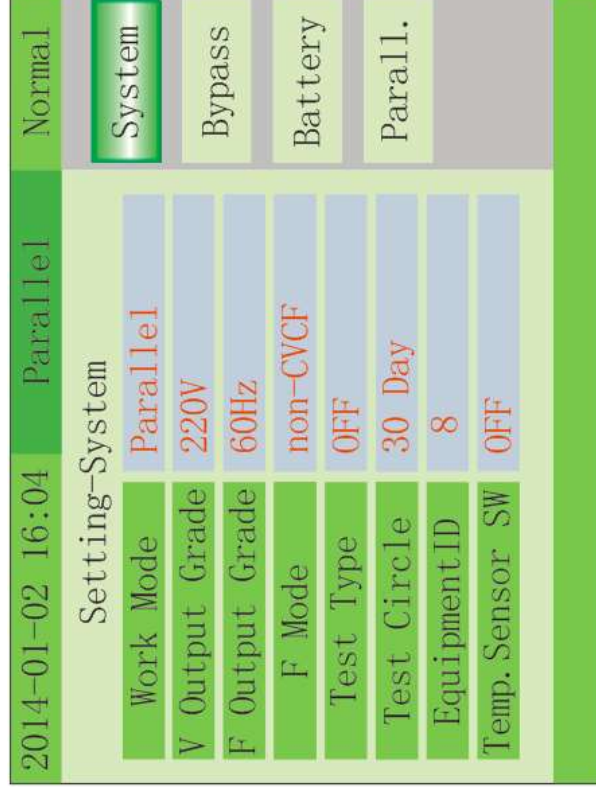 2014-01-02 16:04 Parallel Normal
Setting-System
Work Mode Parallel
V Output Grade 220V
F Output Grade 60Hz
F Mode non-CVCF
Test Type OFF
Test Circle 30 Day
EquipmentID 8
Temp.Sensor SW OFF
System
Bypass
Battery
Parall.